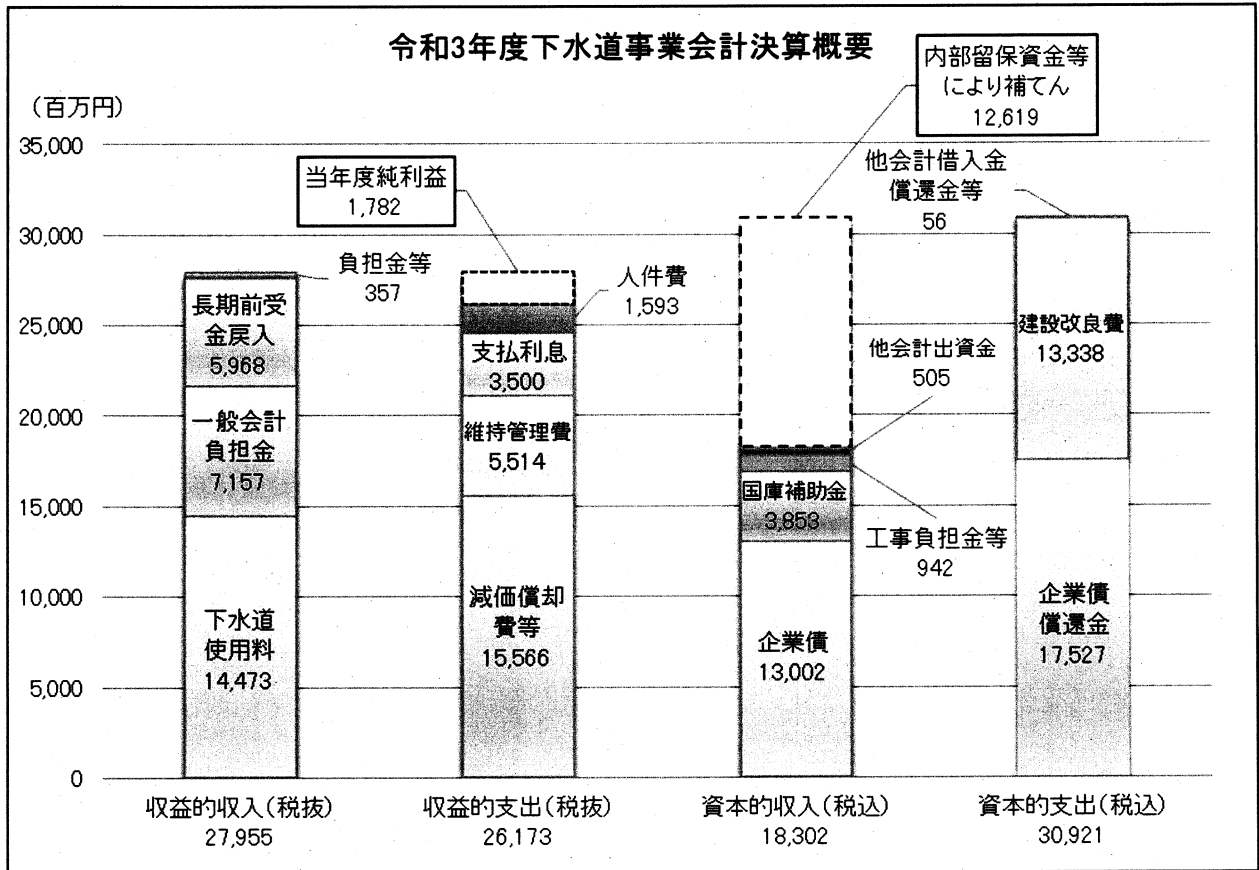 令和3年度下水道事業会計決算概要
(百万円)
35,000
30,000
25,000
20,000
15,000
10,000
5,000
0
負担金等
357
長期前受
金戻入
5,968
一般会計
負担金
7,157
下水道
使用料
14,473
収益的収入(税抜)
27,955
当年度純利益
1,782
人件費
1,593
支払利息
3,500
維持管理費
5,514
減価償却
費等
15,566
収益的支出(税抜)
26,173
内部留保資金等
により補てん
12,619
他会計出資金
505
工事負担金等
942
国庫補助金
3,853
企業債
13,002
資本的収入(税込)
18,302
他会計借入金
償還金等
56
建設改良費
13,338
企業債
償還金
17,527
資本的支出(税込)
30,921